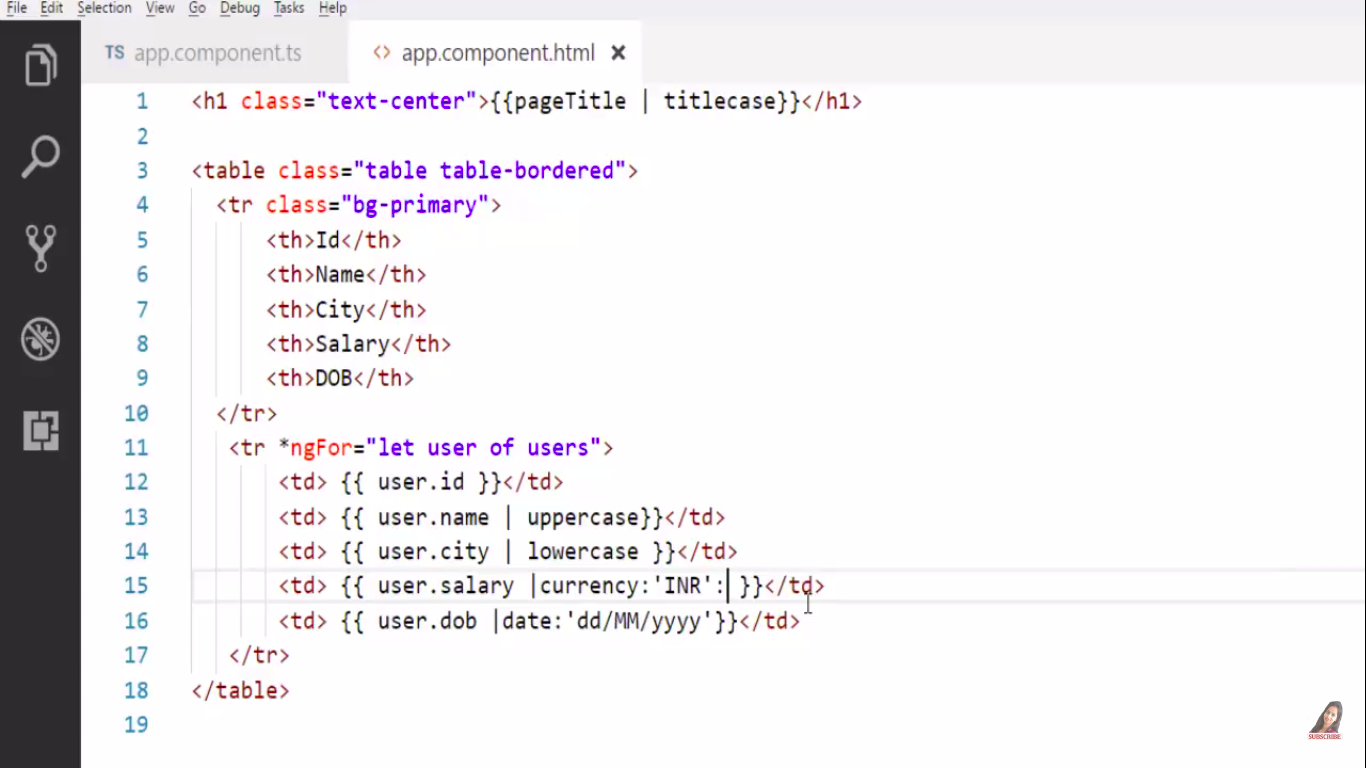 File Edit Selection View Go Debug Tasks Help
TS app.component.ts <> app.component.html ×
1 <h1 class="text-center">{{pageTitle | titlecase}}</h1>
2
3 <table class="table table-bordered">
4 <tr class="bg-primary">
5 <th>Id</th>
6 <th>Name</th>
7 <th>City</th>
8 <th>Salary</th>
9 <th>DOB</th>
10 </tr>
11 <tr *ngFor="let user of users">
12 <td> {{ user.id }}</td>
13 <td> {{ user.name | uppercase}}</td>
14 <td> {{ user.city | lowercase }}</td>
15 <td> {{ user.salary |currency:'INR': }}</td>
16 <td> {{ user.dob |date:'dd/MM/yyyy'}}</td>
17 </tr>
18 </table>
19
SUBSCRIBE